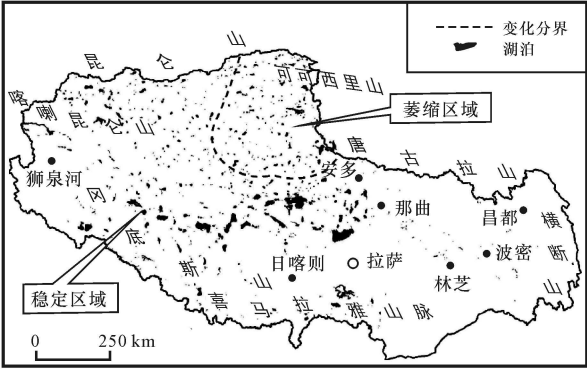 变化分界
湖泊
昆仑山
可可西里山
喀喇昆仑山
萎缩区域
唐古拉山
狮泉河
安多
那曲
昌都
横断山
冈底斯山
日喀则
拉萨
波密
林芝
稳定区域
喜马拉雅山脉
0 250 km